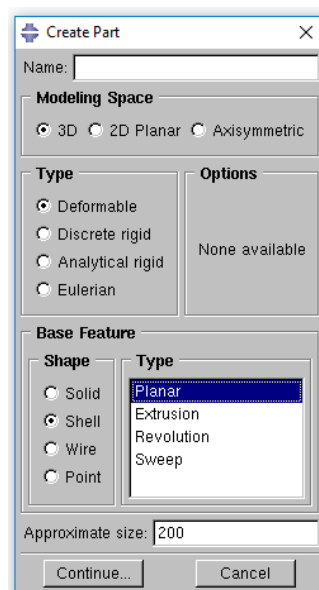 Create Part
Name:
Modeling Space
3D 2D Planar Axisymmetric
Type
Deformable
Discrete rigid
Analytical rigid
Eulerian
Options
None available
Base Feature
Shape
Solid
Shell
Wire
Point
Type
Planar
Extrusion
Revolution
Sweep
Approximate size: 200
Continue... Cancel